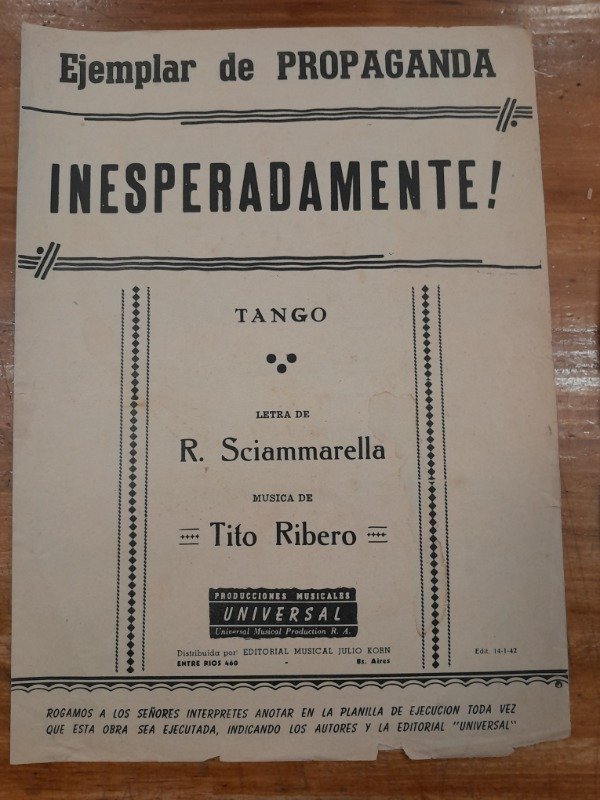 Ejemplar de PROPAGANDA
INESPERADAMENTE!
TANGO
LETRA DE
R. Sciammarella
MUSICA DE
Tito Ribero
PRODUCCIONES MUSICALES
UNIVERSAL
Universal Musical Production R. A.
Distribuida por EDITORIAL MUSICAL JULIO KORN
ENTRE RIOS 460 - Bs. Aires
Edit. 14-1-42
ROGAMOS A LOS SEÑORES INTERPRETES ANOTAR EN LA PLANILLA DE EJECUCION TODA VEZ
QUE ESTA OBRA SEA EJECUTADA, INDICANDO LOS AUTORES Y LA EDITORIAL "UNIVERSAL"